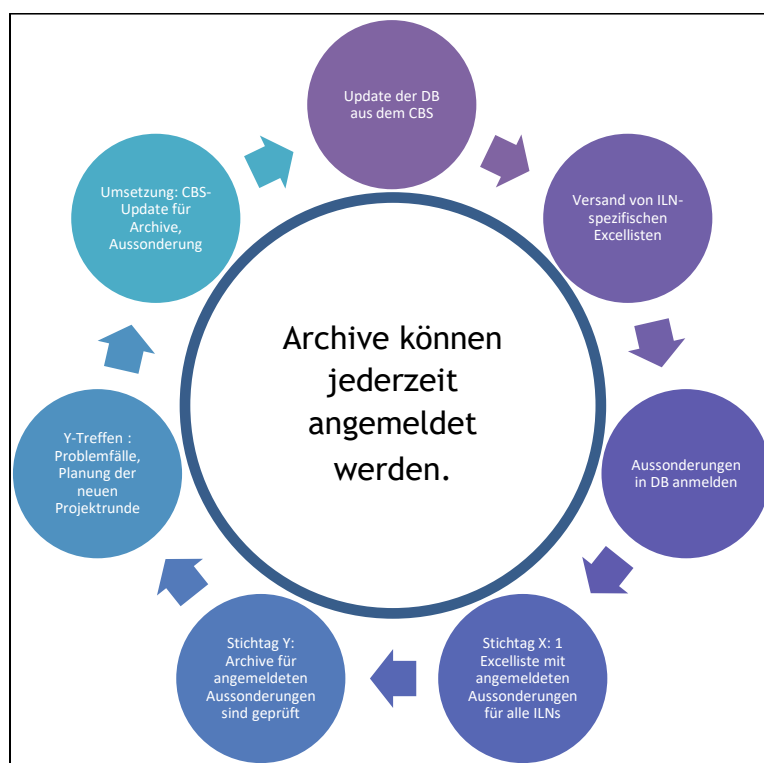 Update der DB
aus dem CBS
Versand von ILN-
spezifischen
Excellisten
Aussonderungen
in DB anmelden
Stichtag X: 1
Excelliste mit
angemeldeten
Aussonderungen
für alle ILNs
Stichtag Y:
Archive für
angemeldeten
Aussonderungen
sind geprüft
Y-Treffen :
Problemfälle,
Planung der
neuen
Projektrunde
Umsetzung: CBS-
Update für
Archive,
Aussonderung
Archive können
jederzeit
angemeldet
werden.